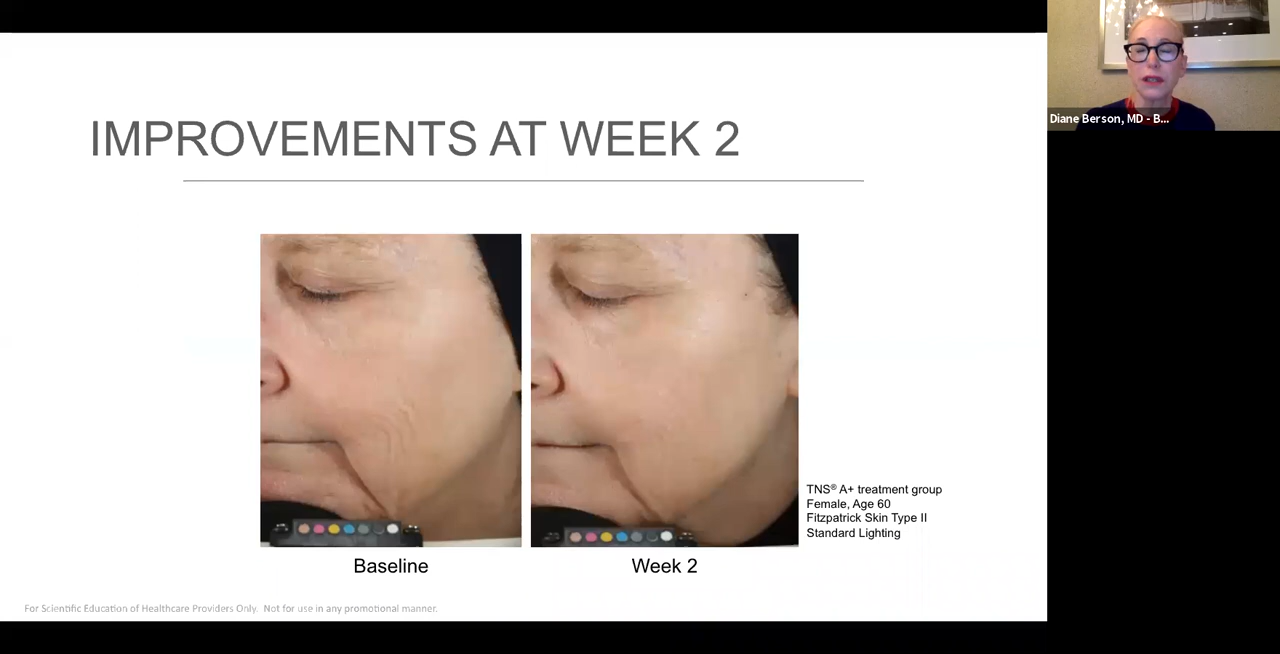 Diane Berson, MD - B...
IMPROVEMENTS AT WEEK 2
TNS® A+ treatment group
Female, Age 60
Fitzpatrick Skin Type II
Standard Lighting
Baseline
Week 2
For Scientific Education of Healthcare Providers Only. Not for use in any promotional manner.